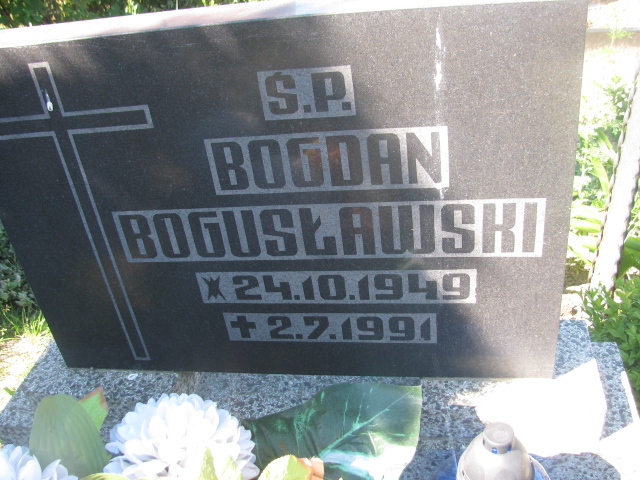 Ś.P.
BOGDAN
BOGUSŁAWSKI
* 24.10.1949
✝ 2.7.1991